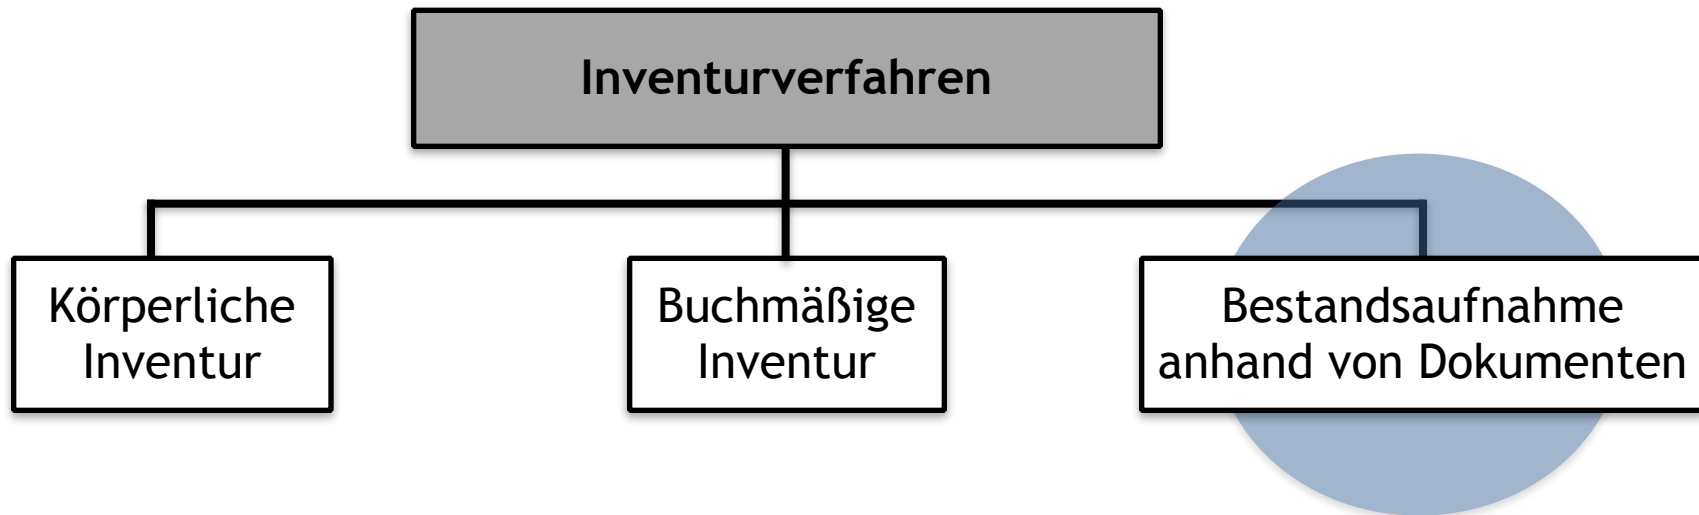 Inventurverfahren
Körperliche
Inventur
Buchmäßige
Inventur
Bestandsaufnahme
anhand von Dokumenten